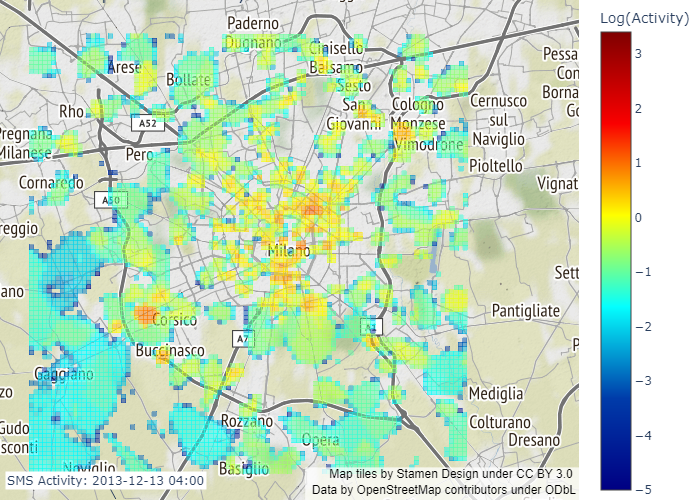 Log(Activity)
3
2
1
0
−1
−2
−3
−4
−5
Paderno
Dugnano
Cinisello
Balsamo
Sesto
San
Giovanni
Cologno
Monzese
Vimodrone
Cernusco
sul
Naviglio
Pioltello
Pessa
Con
Borna
Go
Vignat
Arese
Bollate
Rho
A52
Pregnana
Milanese
Pero
Cornaredo
A50
reggio
Milano
Sett
ano
Pantigliate
Corsico
A7
A1
Buccinasco
P
Gaggiano
zo
Mediglia
Gudo
sconti
Rozzano
Opera
Colturano
Dresano
Noviglio
Basiglio
SMS Activity: 2013-12-13 04:00
Map tiles by Stamen Design under CC BY 3.0
Data by OpenStreetMap contributors under ODbL